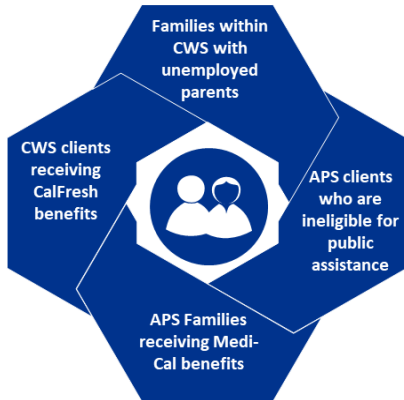 Families within
CWS with
unemployed
parents
CWS clients
receiving
CalFresh
benefits
APS clients
who are
ineligible for
public
assistance
APS Families
receiving Medi-
Cal benefits